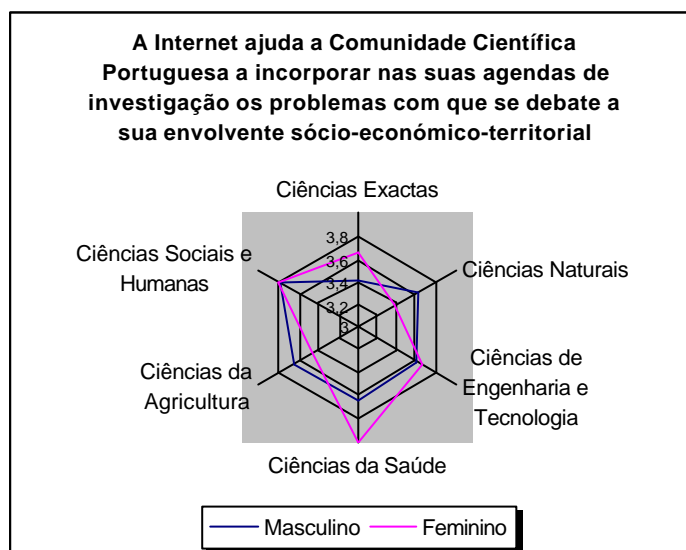 A Internet ajuda a Comunidade Científica
Portuguesa a incorporar nas suas agendas de
investigação os problemas com que se debate a
sua envolvente sócio-económico-territorial
Ciências Exactas
3,8
3,6
3,4
3,2
3
Ciências Sociais e
Humanas
Ciências Naturais
Ciências da
Agricultura
Ciências de
Engenharia e
Tecnologia
Ciências da Saúde
Masculino
Feminino